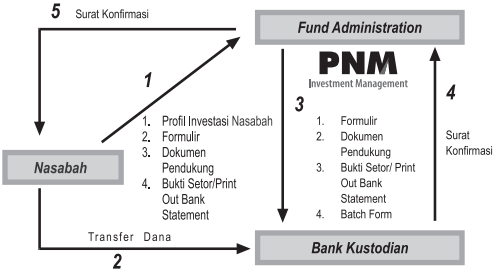 5 Surat Konfirmasi
Fund Administration
PNM
Investment Management
1
1. Profil Investasi Nasabah
2. Formulir
3. Dokumen
Pendukung
4. Bukti Setor/Print
Out Bank
Statement
3
1. Formulir
2. Dokumen
Pendukung
3. Bukti Setor/ Print
Out Bank
Statement
4. Batch Form
4
Surat
Konfirmasi
Nasabah
Transfer Dana
2
Bank Kustodian